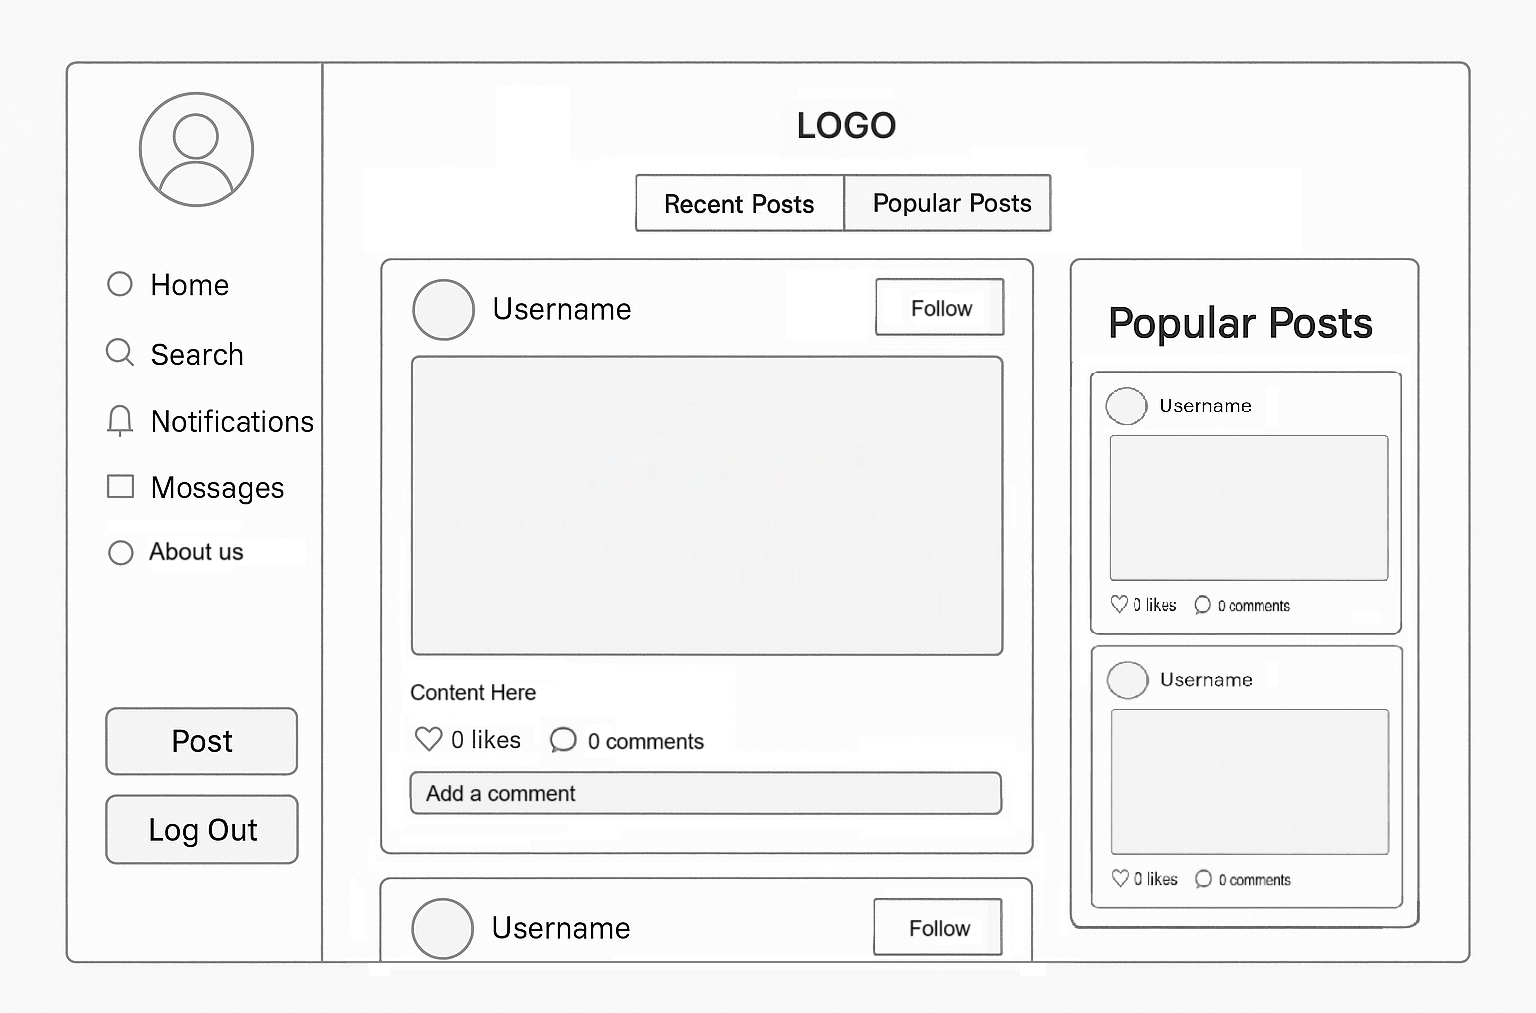 Home
Search
Notifications
Mossages
About us
Post
Log Out
LOGO
Recent Posts
Popular Posts
Username
Follow
Content Here
0 likes
0 comments
Add a comment
Username
Follow
Popular Posts
Username
0 likes
0 comments
Username
0 likes
0 comments